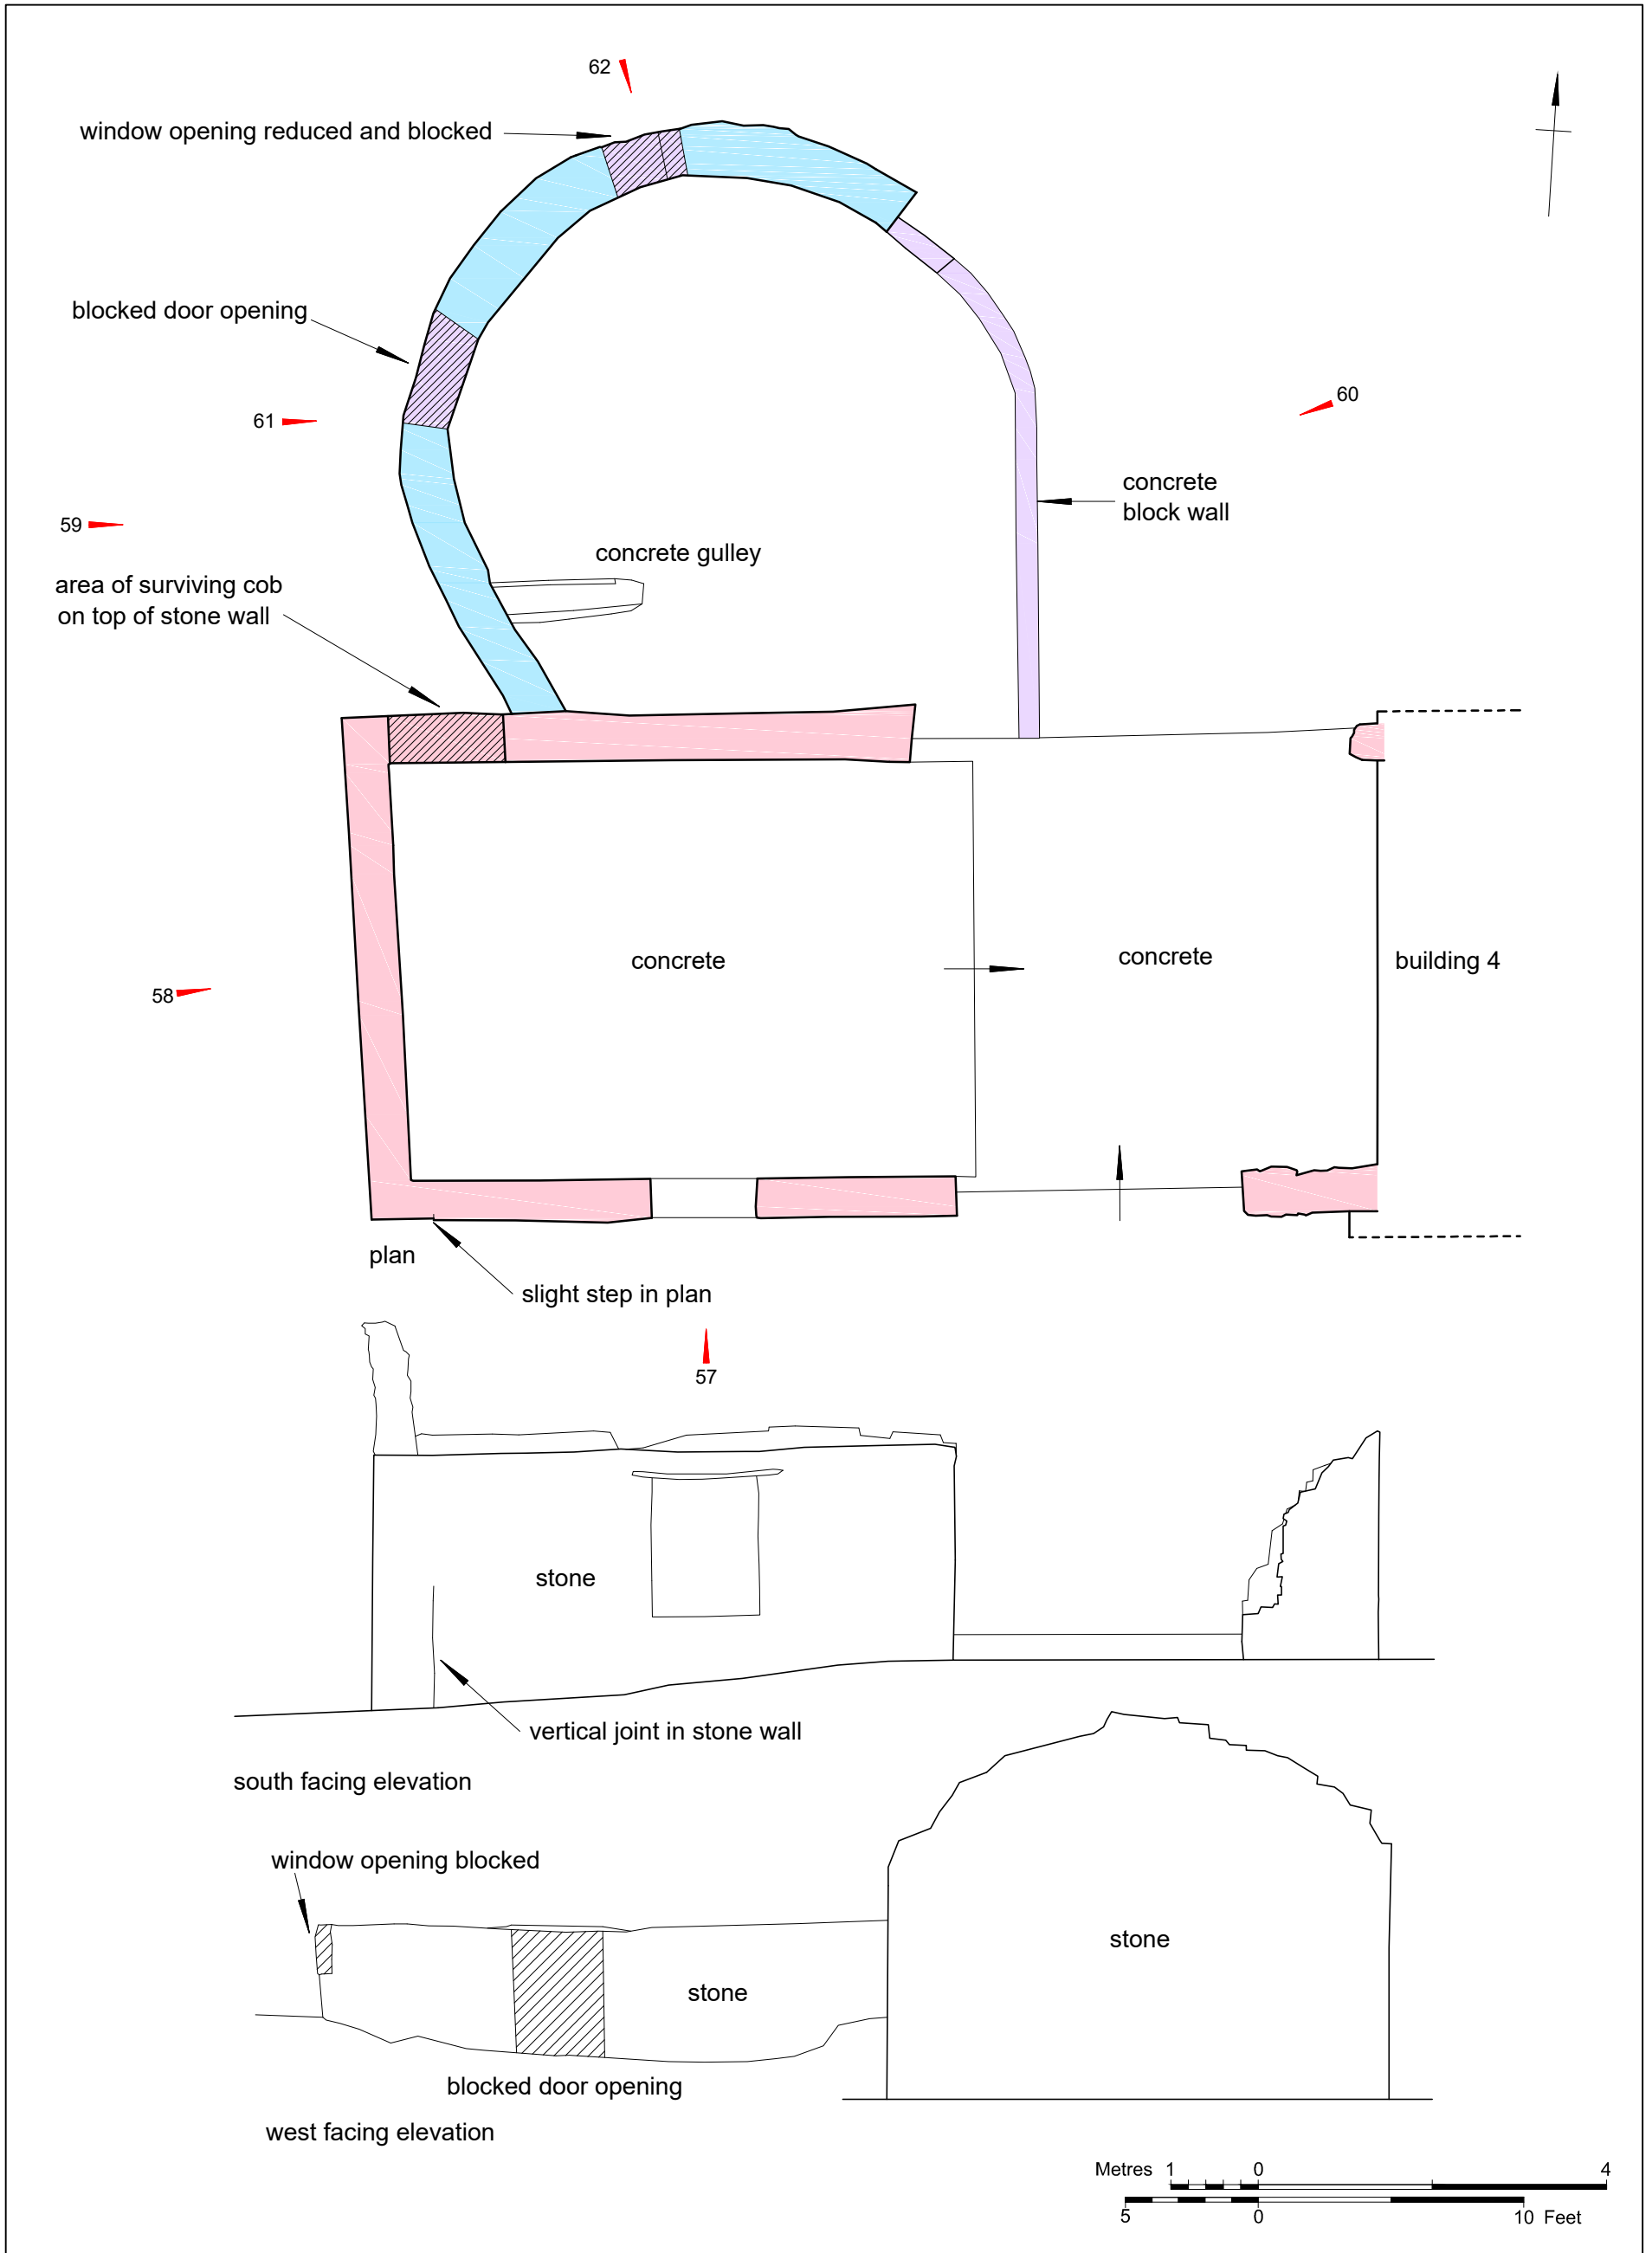 62
window opening reduced and blocked
blocked door opening
61
60
concrete
block wall
59
concrete gulley
area of surviving cob
on top of stone wall
concrete
concrete
building 4
58
plan
slight step in plan
57
stone
vertical joint in stone wall
south facing elevation
window opening blocked
stone
stone
blocked door opening
west facing elevation
Metres 1 0 4
5 0 10 Feet